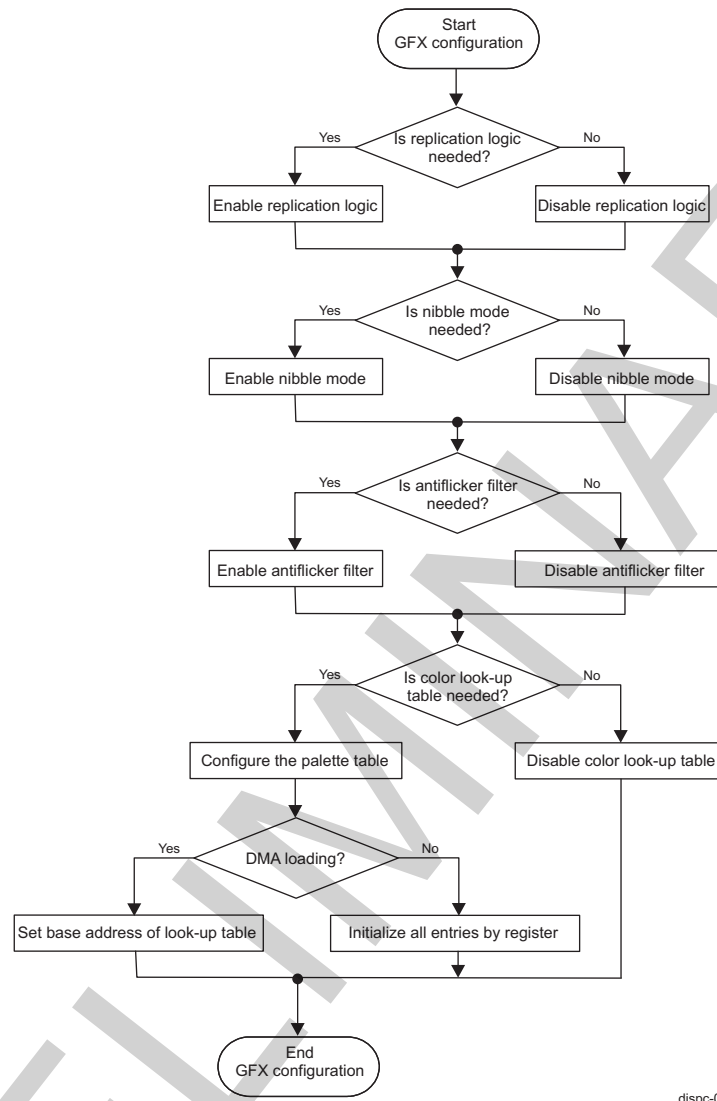 Start
GFX configuration
Is replication logic
needed?
Yes
No
Enable replication logic
Disable replication logic
Is nibble mode
needed?
Yes
No
Enable nibble mode
Disable nibble mode
Is antiflicker filter
needed?
Yes
No
Enable antiflicker filter
Disable antiflicker filter
Is color look-up
table needed?
Yes
No
Configure the palette table
Disable color look-up table
DMA loading?
Yes
No
Set base address of look-up table
Initialize all entries by register
End
GFX configuration